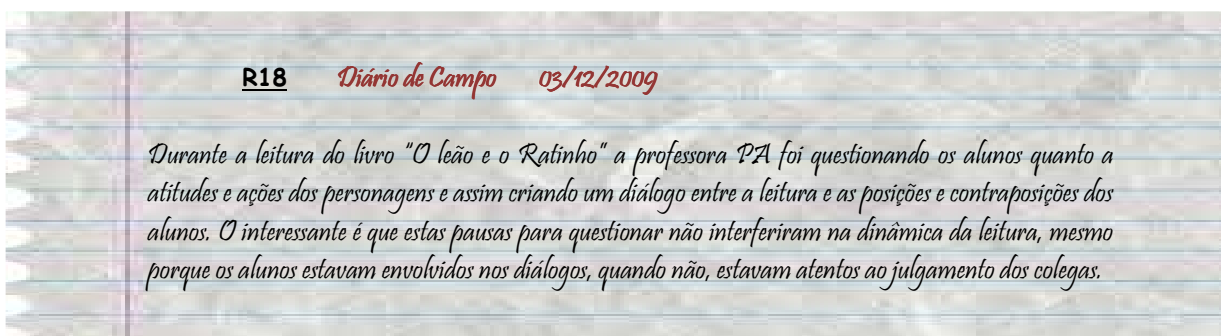 R18 Diário de Campo 03/12/2009
Durante a leitura do livro "O leão e o Ratinho" a professora PA foi questionando os alunos quanto a
atitudes e ações dos personagens e assim criando um diálogo entre a leitura e as posições e contraposições dos
alunos. O interessante é que estas pausas para questionar não interferiram na dinâmica da leitura, mesmo
porque os alunos estavam envolvidos nos diálogos, quando não, estavam atentos ao julgamento dos colegas.